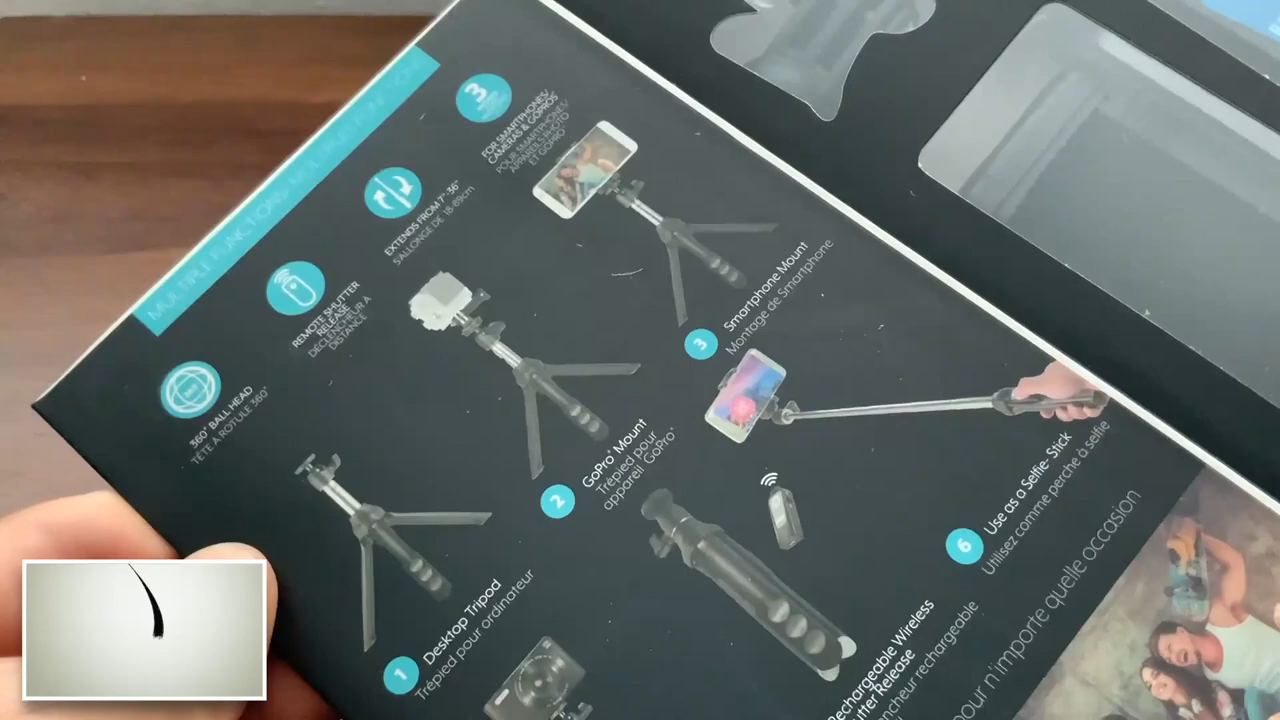 MULTIPLE FUNCTIONS
3
FOR SMARTPHONES/
CAMERAS & GOPROS
POUR SMARTPHONES/
APPAREILS PHOTO
ET GOPRO
EXTENDS FROM 7"-36"
S'ALLONGE DE 18-89cm
REMOTE SHUTTER
RELEASE
DÉCLENCHEUR À
DISTANCE
360° BALL HEAD
TÊTE À ROTULE 360°
3
Smartphone Mount
Montage de Smartphone
2
GoPro® Mount
Trépied pour
appareil GoPro®
1
Desktop Tripod
Trépied pour ordinateur
6
Use as a Selfie-Stick
Utilisez comme perche à selfie
Rechargeable Wireless
Release
rechargeable
pour n'importe quelle occasion